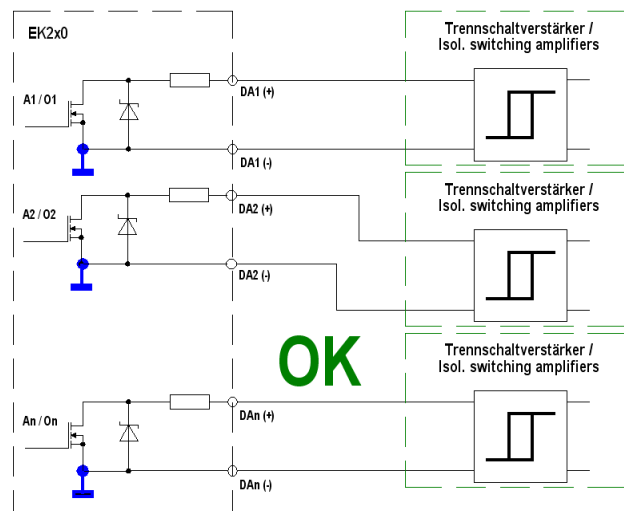 EK2x0
Trennschaltverstärker /
Isol. switching amplifiers
A1 / O1
DA1 (+)
DA1 (-)
Trennschaltverstärker /
Isol. switching amplifiers
A2 / O2
DA2 (+)
DA2 (-)
OK
Trennschaltverstärker /
Isol. switching amplifiers
An / On
DAn (+)
DAn (-)